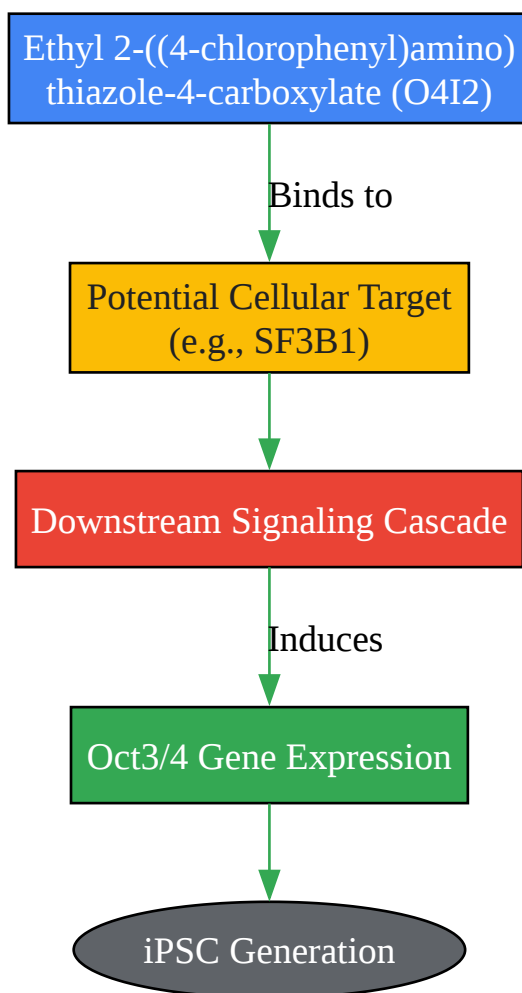 Ethyl 2-((4-chlorophenyl)amino)
thiazole-4-carboxylate (O4I2)
Binds to
Potential Cellular Target
(e.g., SF3B1)
Downstream Signaling Cascade
Induces
Oct3/4 Gene Expression
iPSC Generation